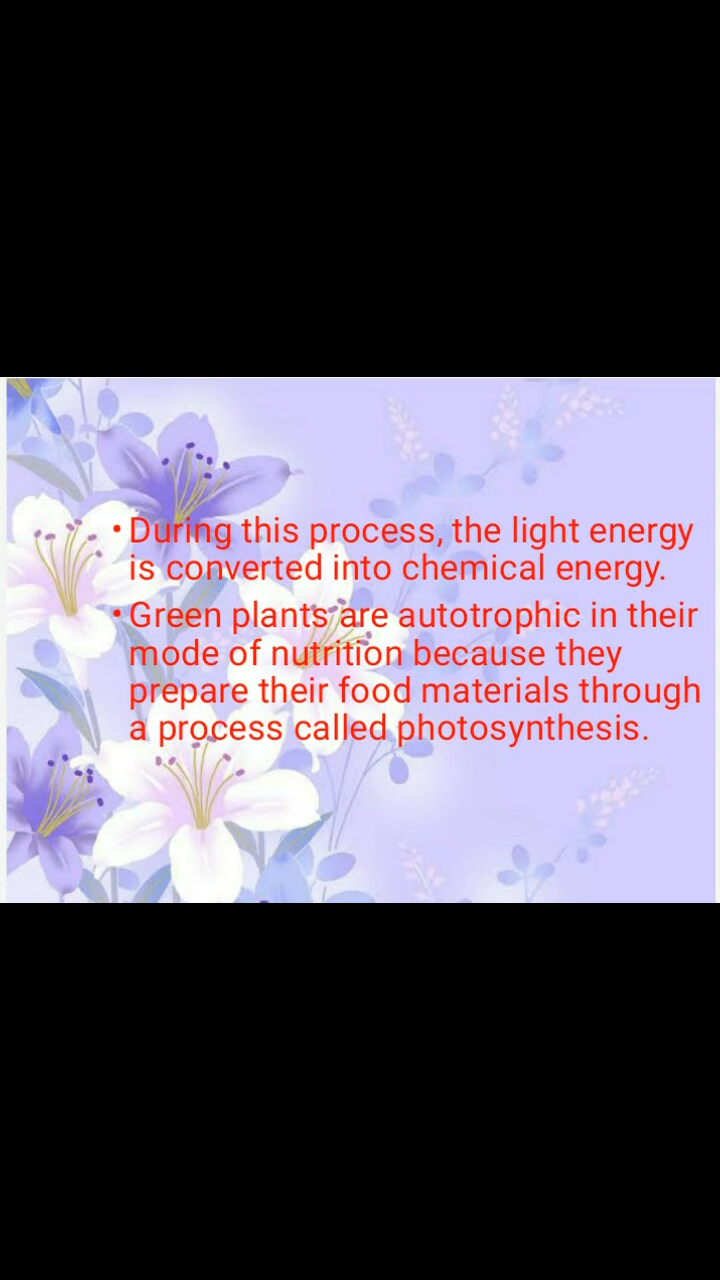 • During this process, the light energy
is converted into chemical energy.
• Green plants are autotrophic in their
mode of nutrition because they
prepare their food materials through
a process called photosynthesis.